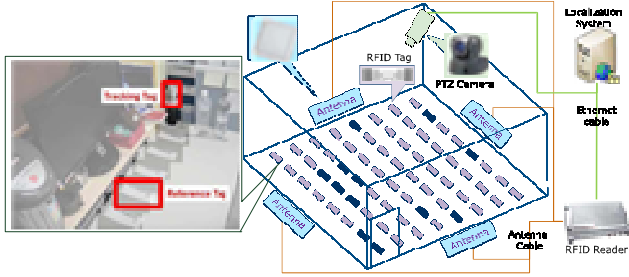 Localization
System
RFID Tag
PTZ Camera
Tracking Tag
Antenna
Antenna
Ethernet
cable
Reference Tag
Antenna
Antenna
Antenna
Cable
RFID Reader